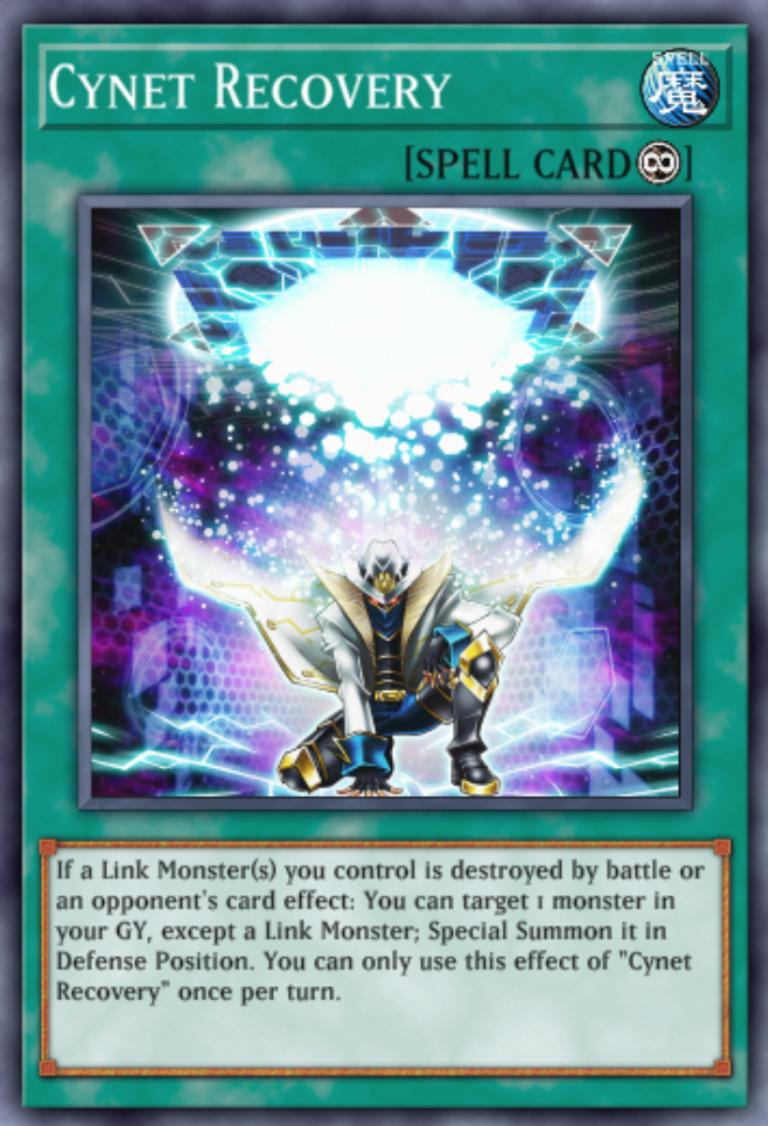 Cynet Recovery
SPELL
魔
[SPELL CARD]
If a Link Monster(s) you control is destroyed by battle or
an opponent's card effect: You can target 1 monster in
your GY, except a Link Monster; Special Summon it in
Defense Position. You can only use this effect of "Cynet
Recovery" once per turn.